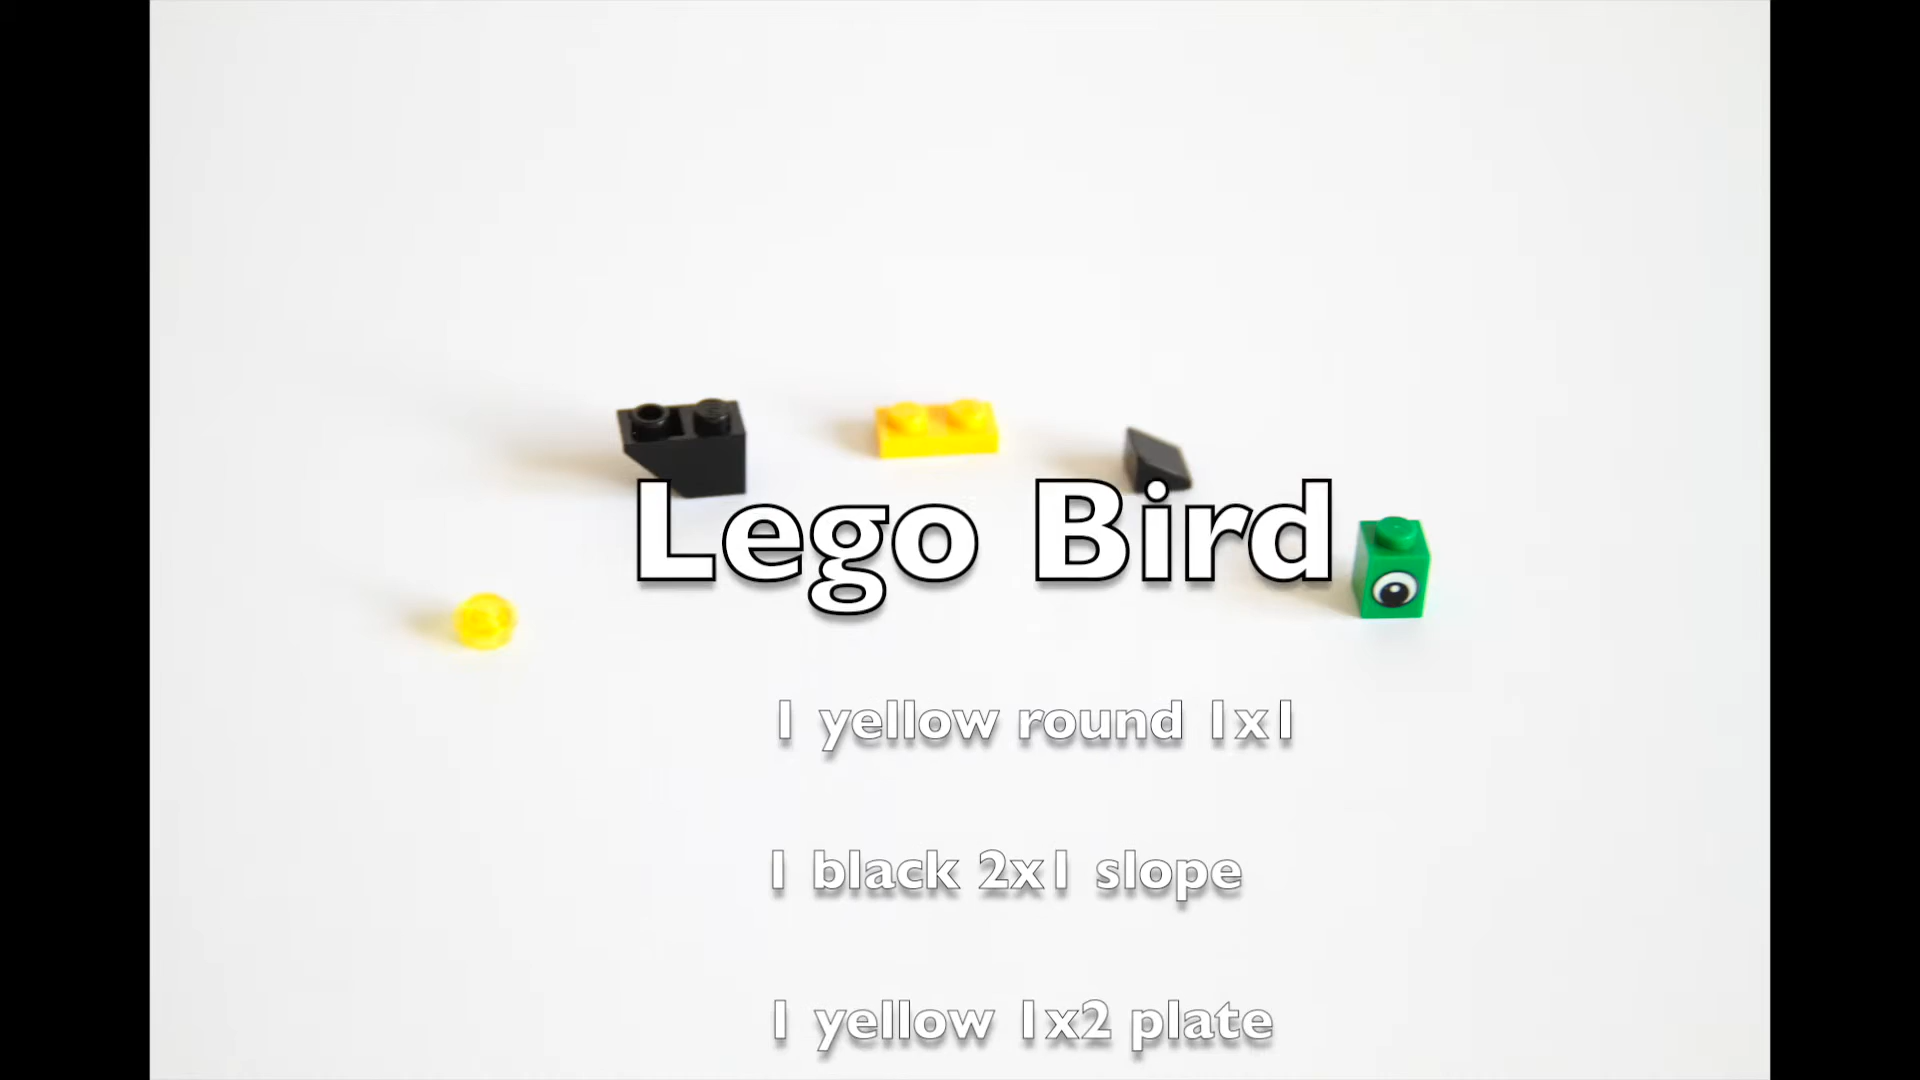 Lego Bird
1 yellow round 1x1
1 black 2x1 slope
1 yellow 1x2 plate